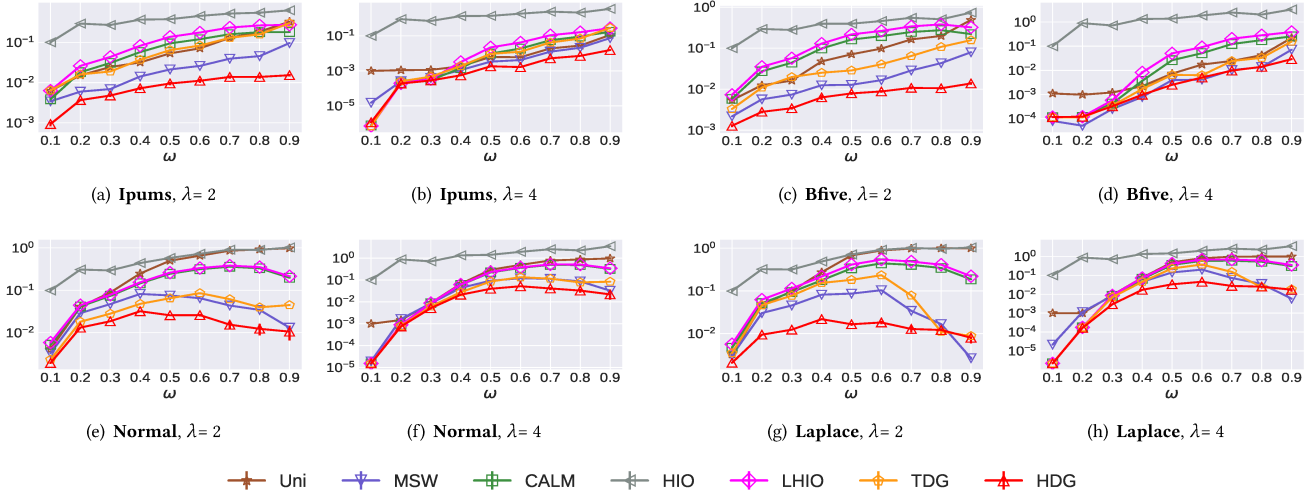 10⁻¹
10⁻²
10⁻³
0.1 0.2 0.3 0.4 0.5 0.6 0.7 0.8 0.9
ω
(a) Ipums, λ= 2
10⁻¹
10⁻³
10⁻⁵
0.1 0.2 0.3 0.4 0.5 0.6 0.7 0.8 0.9
ω
(b) Ipums, λ= 4
10⁰
10⁻¹
10⁻²
10⁻³
0.1 0.2 0.3 0.4 0.5 0.6 0.7 0.8 0.9
ω
(c) Bfive, λ= 2
10⁰
10⁻¹
10⁻²
10⁻³
10⁻⁴
0.1 0.2 0.3 0.4 0.5 0.6 0.7 0.8 0.9
ω
(d) Bfive, λ= 4
10⁰
10⁻¹
10⁻²
0.1 0.2 0.3 0.4 0.5 0.6 0.7 0.8 0.9
ω
(e) Normal, λ= 2
10⁰
10⁻¹
10⁻²
10⁻³
10⁻⁴
10⁻⁵
0.1 0.2 0.3 0.4 0.5 0.6 0.7 0.8 0.9
ω
(f) Normal, λ= 4
10⁰
10⁻¹
10⁻²
0.1 0.2 0.3 0.4 0.5 0.6 0.7 0.8 0.9
ω
(g) Laplace, λ= 2
10⁰
10⁻¹
10⁻²
10⁻³
10⁻⁴
10⁻⁵
0.1 0.2 0.3 0.4 0.5 0.6 0.7 0.8 0.9
ω
(h) Laplace, λ= 4
Uni MSW CALM HIO LHIO TDG HDG